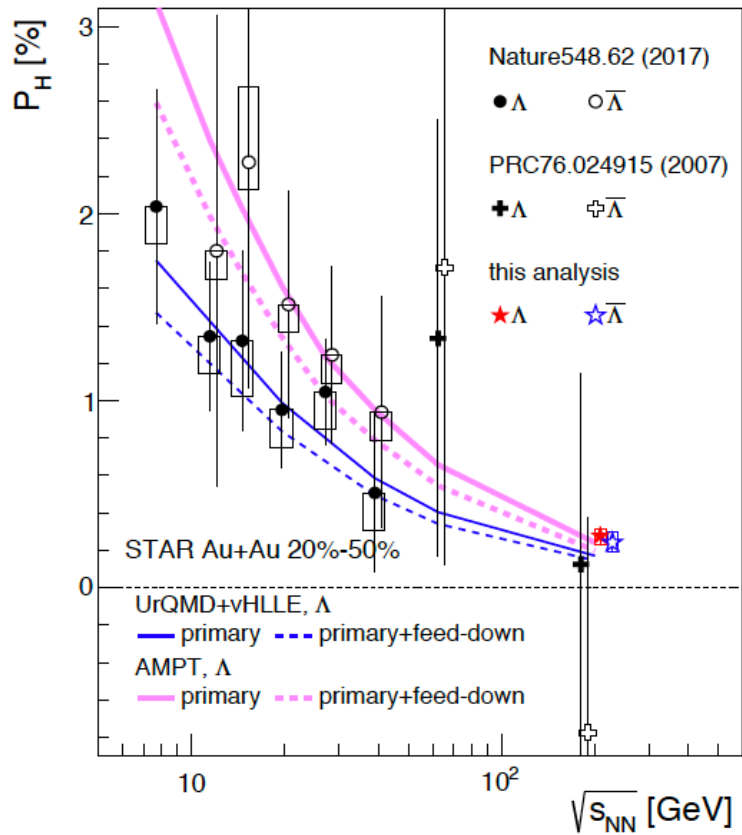 P_H [%]
3
2
1
0
Nature548.62 (2017)
Λ Λ̅
PRC76.024915 (2007)
Λ Λ̅
this analysis
Λ Λ̅
STAR Au+Au 20%-50%
UrQMD+vHLLE, Λ
primary primary+feed-down
AMPT, Λ
primary primary+feed-down
10 10²
√s_NN [GeV]